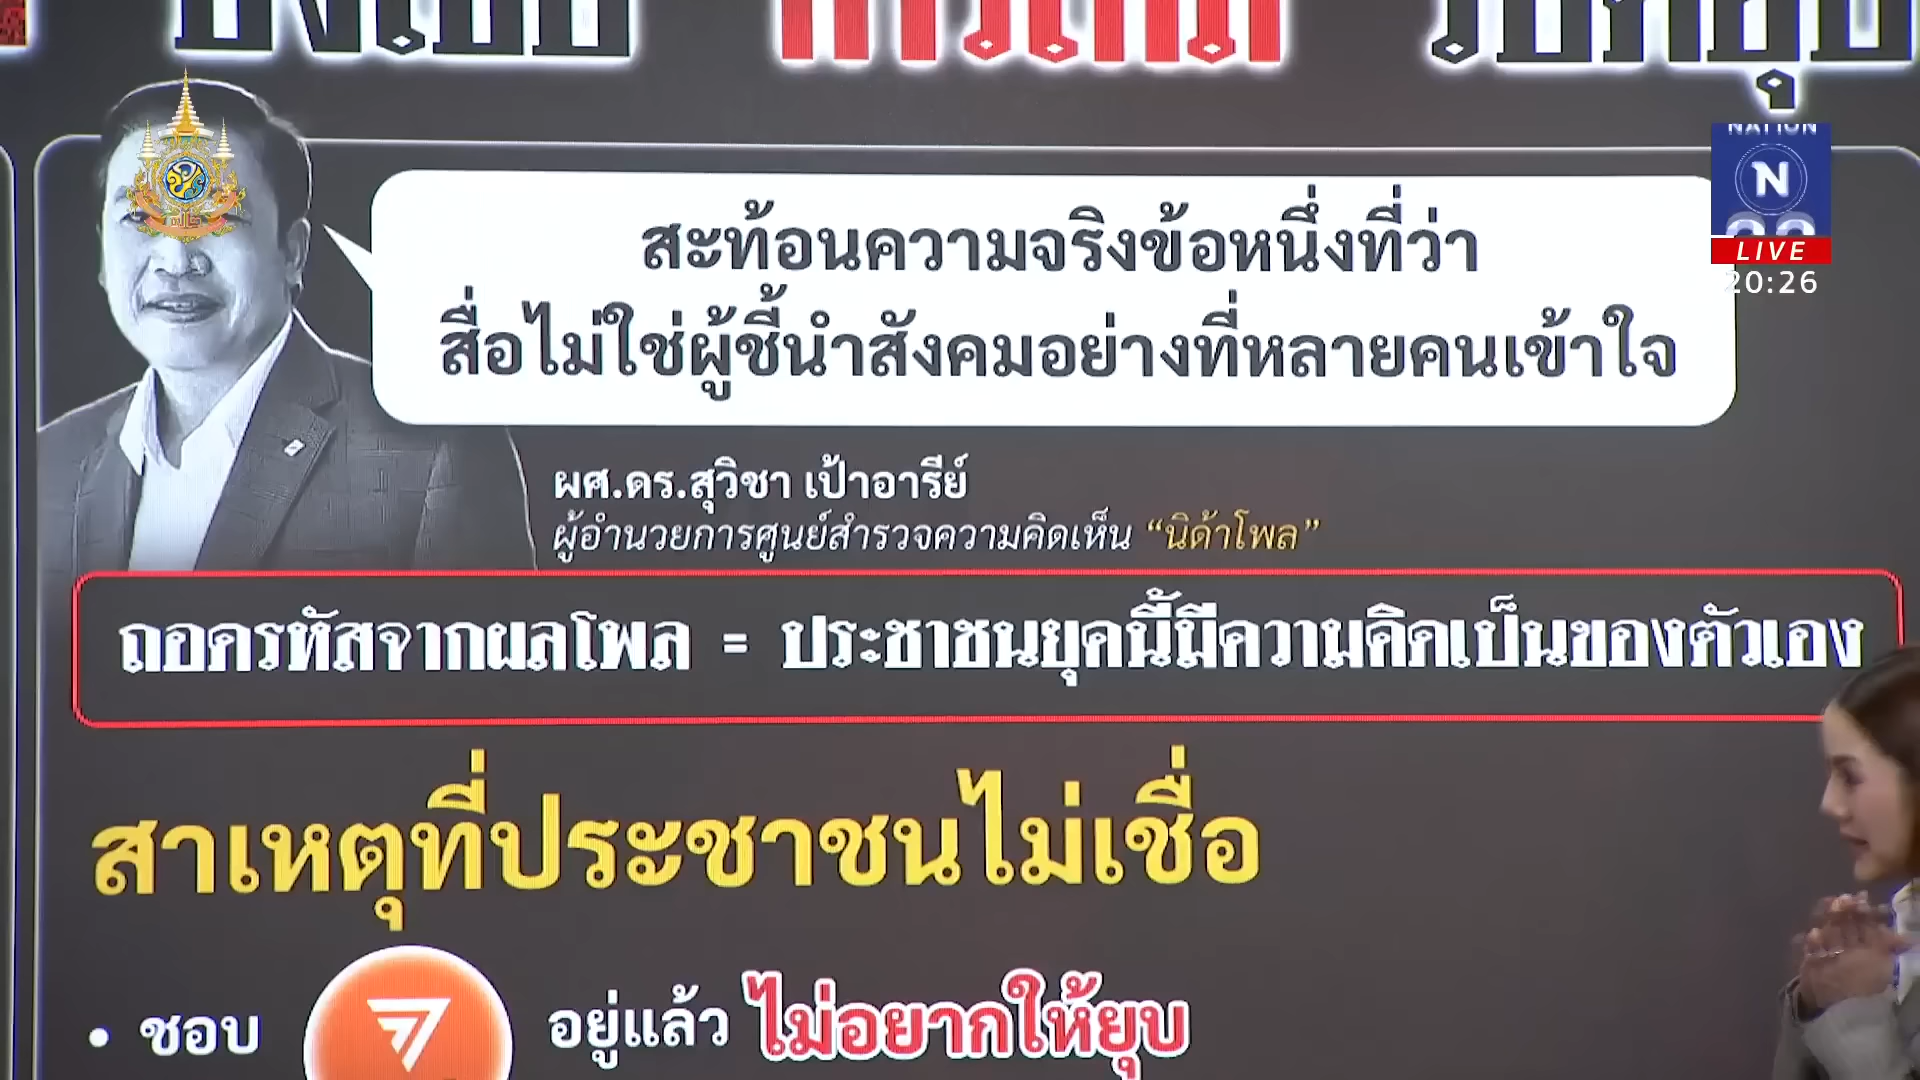 NATION
N
22
LIVE
20:26
สะท้อนความจริงข้อหนึ่งที่ว่า
สื่อไม่ใช่ผู้ชี้นำสังคมอย่างที่หลายคนเข้าใจ
ผศ.ดร.สุวิชา เป้าอารีย์
ผู้อำนวยการศูนย์สำรวจความคิดเห็น “นิด้าโพล”
ถอดรหัสจากผลโพล = ประชาชนยุคนี้มีความคิดเป็นของตัวเอง
สาเหตุที่ประชาชนไม่เชื่อ
• ชอบ อยู่แล้ว ไม่อยากให้ยุบ